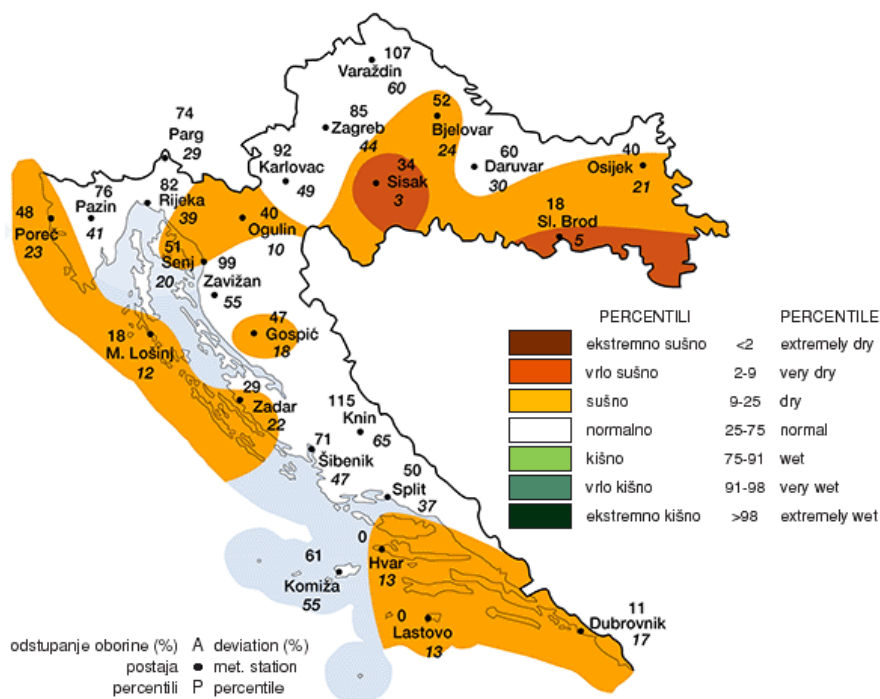 107
Varaždin
60
85
Zagreb
44
52
Bjelovar
24
74
Parg
29
92
Karlovac
49
34
Sisak
3
60
Daruvar
30
40
Osijek
21
18
Sl. Brod
5
48
Poreč
23
76
Pazin
41
82
Rijeka
39
40
Ogulin
10
51
Senj
20
99
Zavižan
55
47
Gospić
18
18
M. Lošinj
12
29
Zadar
22
115
Knin
65
71
Šibenik
47
50
Split
37
0
Hvar
13
61
Komiža
55
0
Lastovo
13
11
Dubrovnik
17
PERCENTILI PERCENTILE
ekstremno sušno <2 extremely dry
vrlo sušno 2-9 very dry
sušno 9-25 dry
normalno 25-75 normal
kišno 75-91 wet
vrlo kišno 91-98 very wet
ekstremno kišno >98 extremely wet
odstupanje oborine (%) A deviation (%)
postaja ● met. station
percentili P percentile